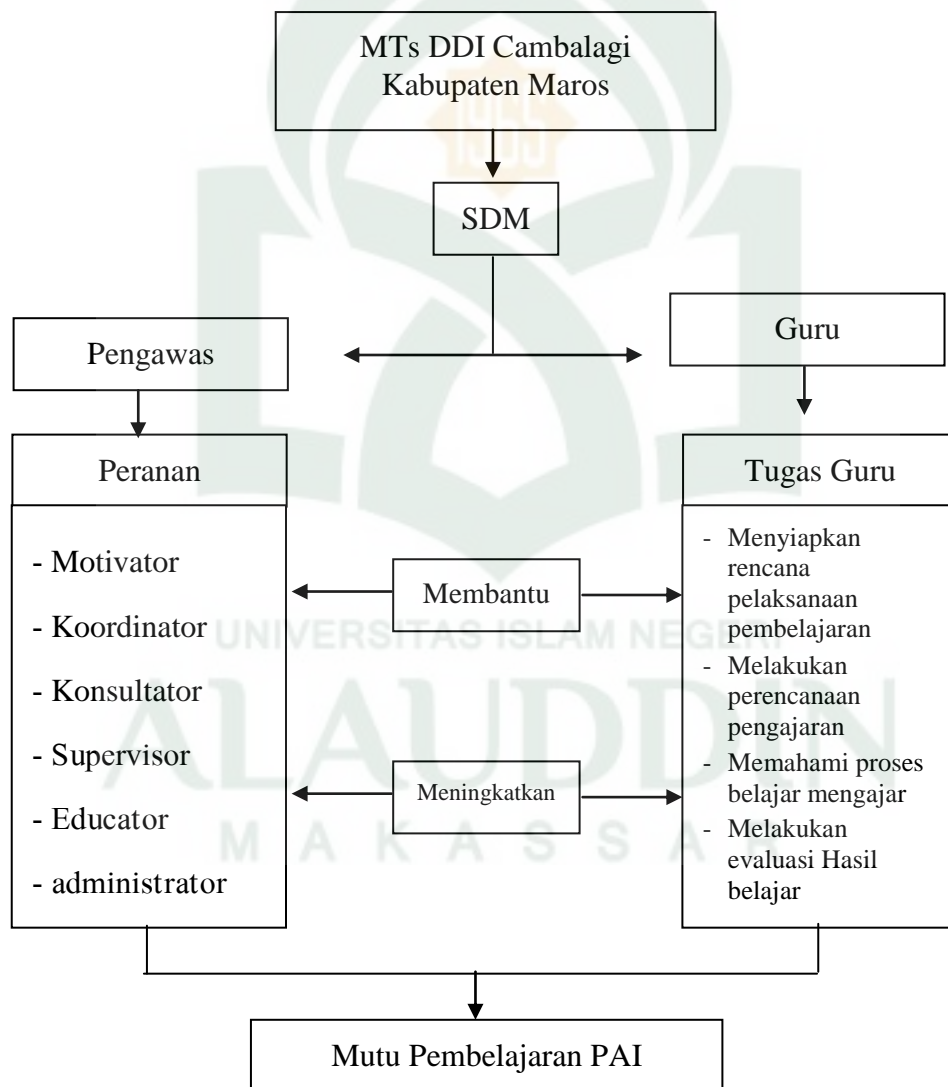 MTs DDI Cambalagi
Kabupaten Maros
1965
SDM
Pengawas
Guru
Peranan
- Motivator
- Koordinator
- Konsultator
- Supervisor
- Educator
- administrator
Membantu
Meningkatkan
Tugas Guru
- Menyiapkan
rencana
pelaksanaan
pembelajaran
- Melakukan
perencanaan
pengajaran
- Memahami proses
belajar mengajar
- Melakukan
evaluasi Hasil
belajar
UNIVERSITAS ISLAM NEGERI
ALAUDDIN
MAKASSAR
Mutu Pembelajaran PAI